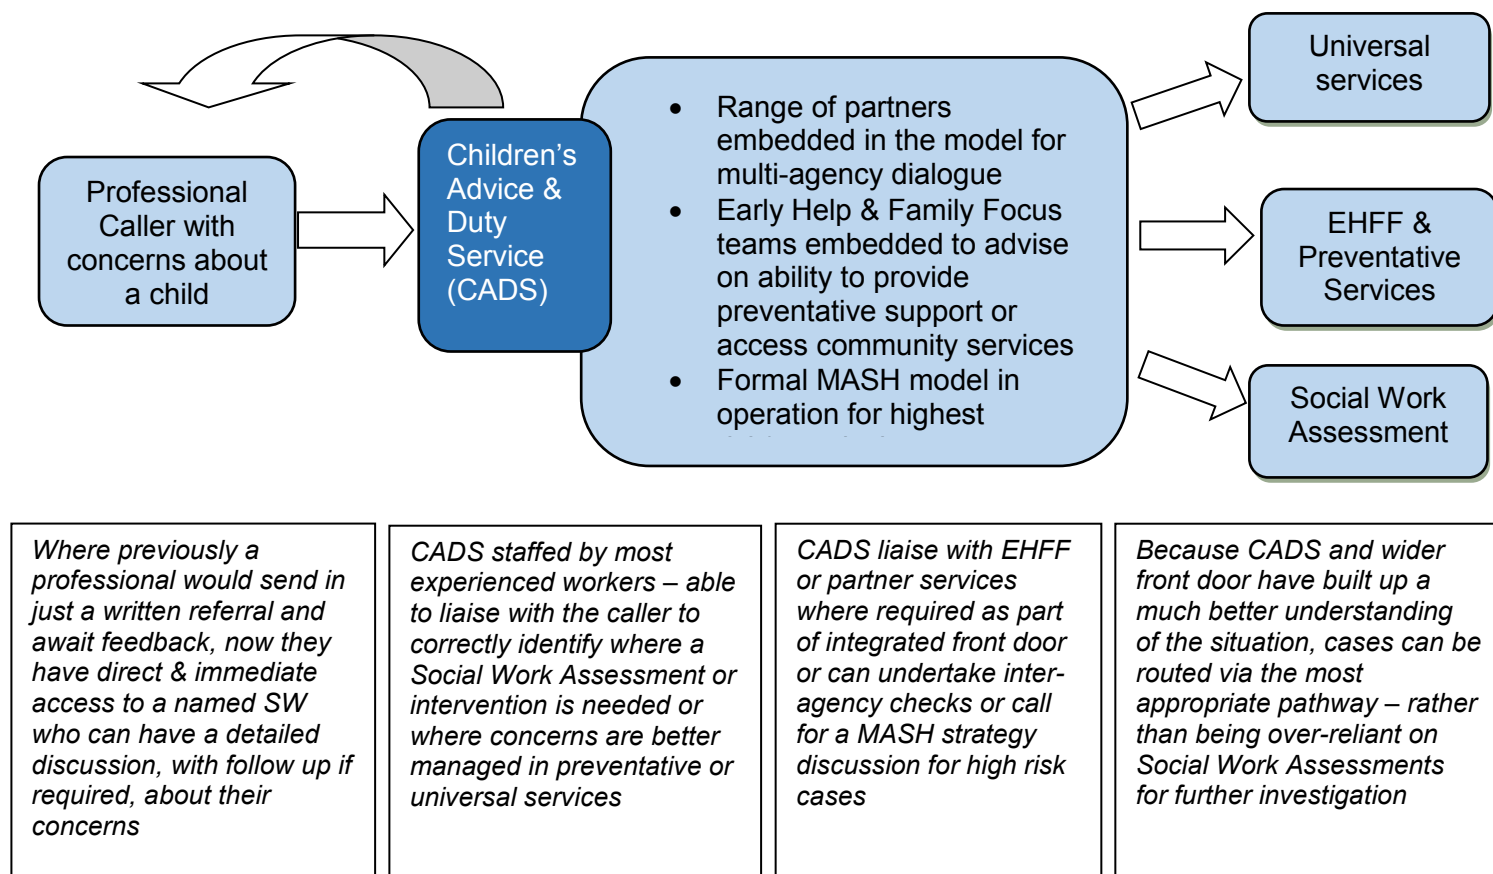 Professional
Caller with
concerns about
a child
Children’s
Advice &
Duty
Service
(CADS)
• Range of partners
embedded in the model for
multi-agency dialogue
• Early Help & Family Focus
teams embedded to advise
on ability to provide
preventative support or
access community services
• Formal MASH model in
operation for highest
Universal
services
EHFF &
Preventative
Services
Social Work
Assessment
Where previously a
professional would send in
just a written referral and
await feedback, now they
have direct & immediate
access to a named SW
who can have a detailed
discussion, with follow up if
required, about their
concerns
CADS staffed by most
experienced workers – able
to liaise with the caller to
correctly identify where a
Social Work Assessment or
intervention is needed or
where concerns are better
managed in preventative or
universal services
CADS liaise with EHFF
or partner services
where required as part
of integrated front door
or can undertake inter-
agency checks or call
for a MASH strategy
discussion for high risk
cases
Because CADS and wider
front door have built up a
much better understanding
of the situation, cases can be
routed via the most
appropriate pathway – rather
than being over-reliant on
Social Work Assessments
for further investigation